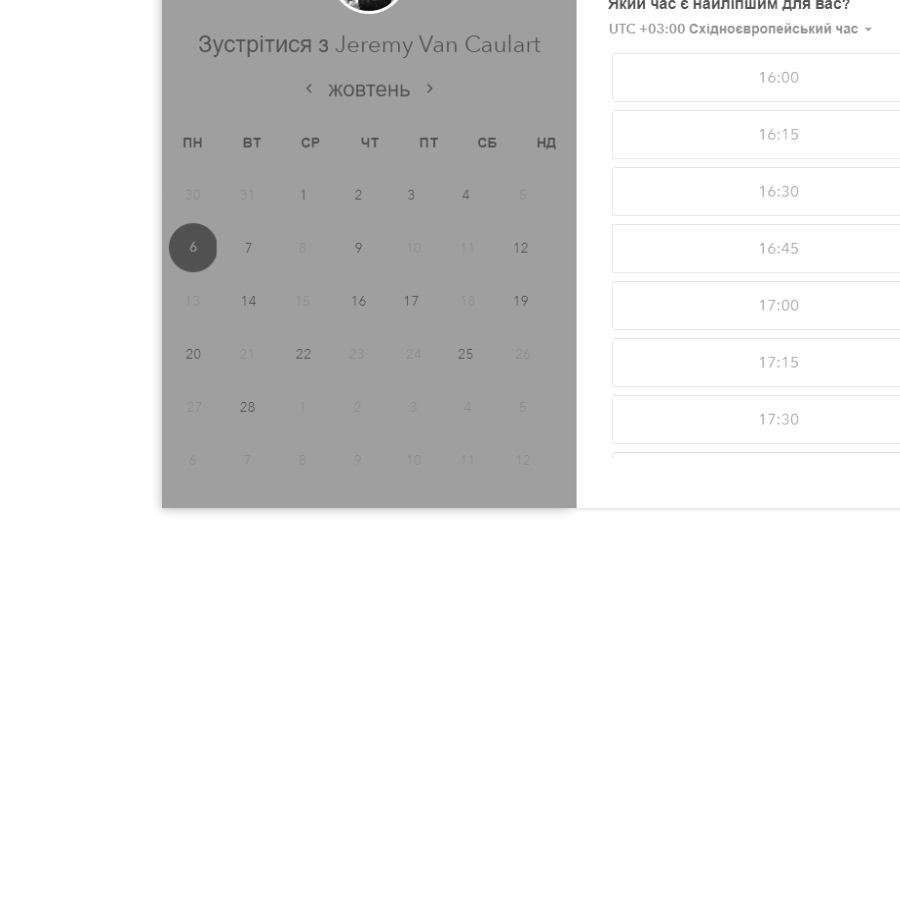 Зустрітися з Jeremy Van Caulart
жовтень
ПН ВТ СР ЧТ ПТ СБ НД
30 31 1 2 3 4 5
6 7 8 9 10 11 12
13 14 15 16 17 18 19
20 21 22 23 24 25 26
27 28 1 2 3 4 5
6 7 8 9 10 11 12
Який час є найліпшим для вас?
UTC +03:00 Східноєвропейський час
16:00
16:15
16:30
16:45
17:00
17:15
17:30